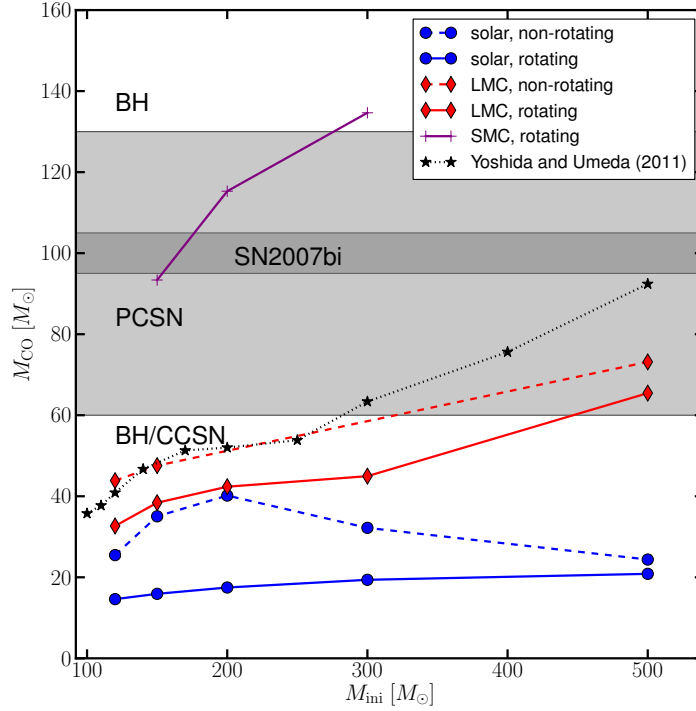 160
140
120
100
80
60
40
20
0
100
200
300
400
500
M_CO [M_⊙]
M_ini [M_⊙]
BH
SN2007bi
PCSN
BH/CCSN
solar, non-rotating
solar, rotating
LMC, non-rotating
LMC, rotating
SMC, rotating
Yoshida and Umeda (2011)